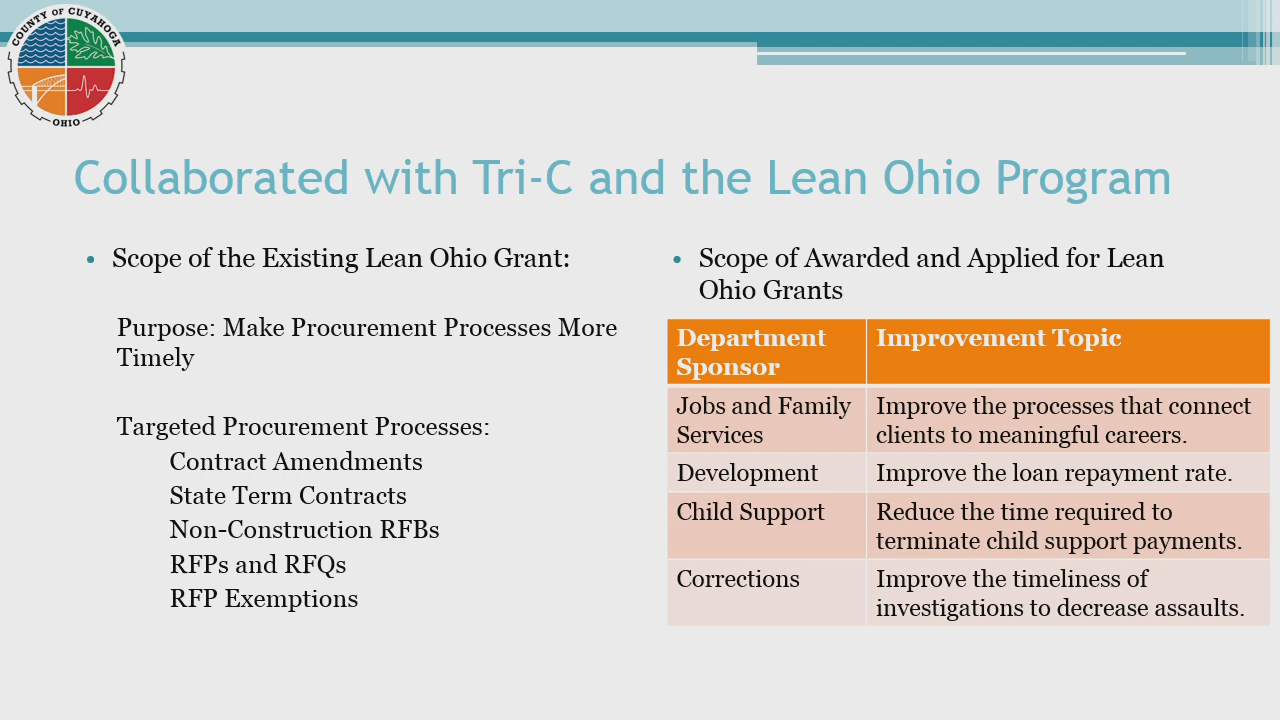 COUNTY OF CUYAHOGA
OHIO
Collaborated with Tri-C and the Lean Ohio Program
• Scope of the Existing Lean Ohio Grant:
Purpose: Make Procurement Processes More
Timely
Targeted Procurement Processes:
Contract Amendments
State Term Contracts
Non-Construction RFBs
RFPs and RFQs
RFP Exemptions
• Scope of Awarded and Applied for Lean
Ohio Grants
Department
Sponsor
Improvement Topic
Jobs and Family
Services
Improve the processes that connect
clients to meaningful careers.
Development
Improve the loan repayment rate.
Child Support
Reduce the time required to
terminate child support payments.
Corrections
Improve the timeliness of
investigations to decrease assaults.